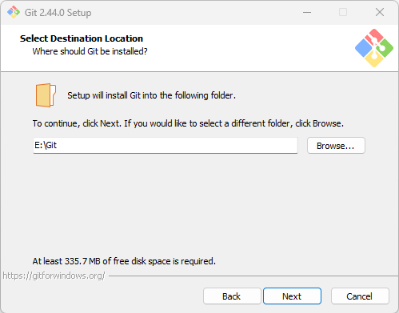 Git 2.44.0 Setup
Select Destination Location
Where should Git be installed?
Setup will install Git into the following folder.
To continue, click Next. If you would like to select a different folder, click Browse.
E:\Git
Browse...
At least 335.7 MB of free disk space is required.
https://gitforwindows.org/
Back
Next
Cancel